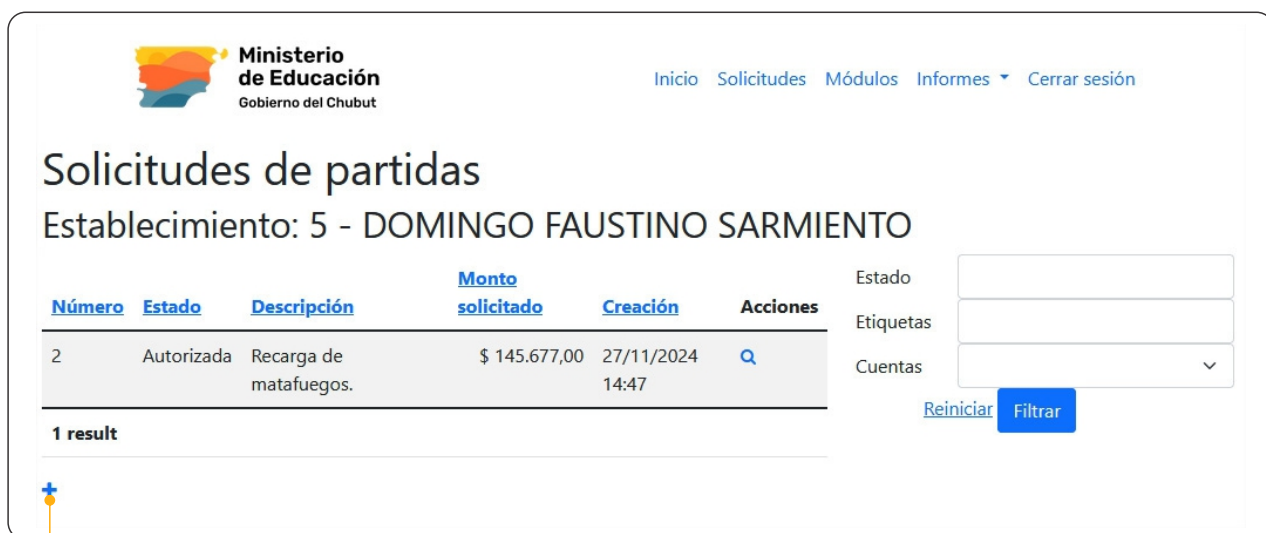 Ministerio
de Educación
Gobierno del Chubut
Inicio Solicitudes Módulos Informes Cerrar sesión
Solicitudes de partidas
Establecimiento: 5 - DOMINGO FAUSTINO SARMIENTO
Número Estado Descripción Monto solicitado Creación Acciones
2 Autorizada Recarga de matafuegos. $ 145.677,00 27/11/2024 14:47
1 result
+
Estado
Etiquetas
Cuentas
Reiniciar Filtrar